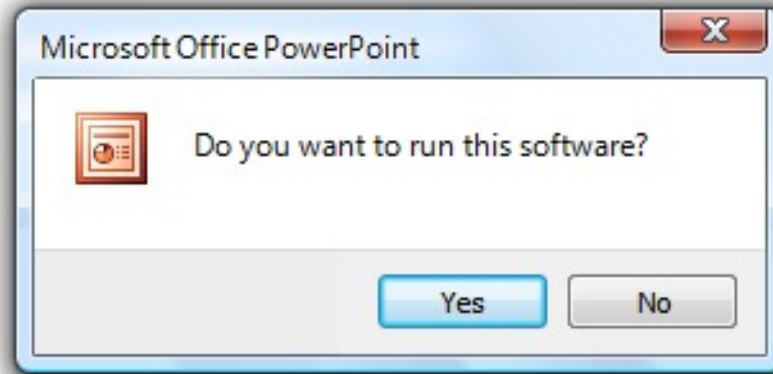 Microsoft Office PowerPoint
X
Do you want to run this software?
Yes No